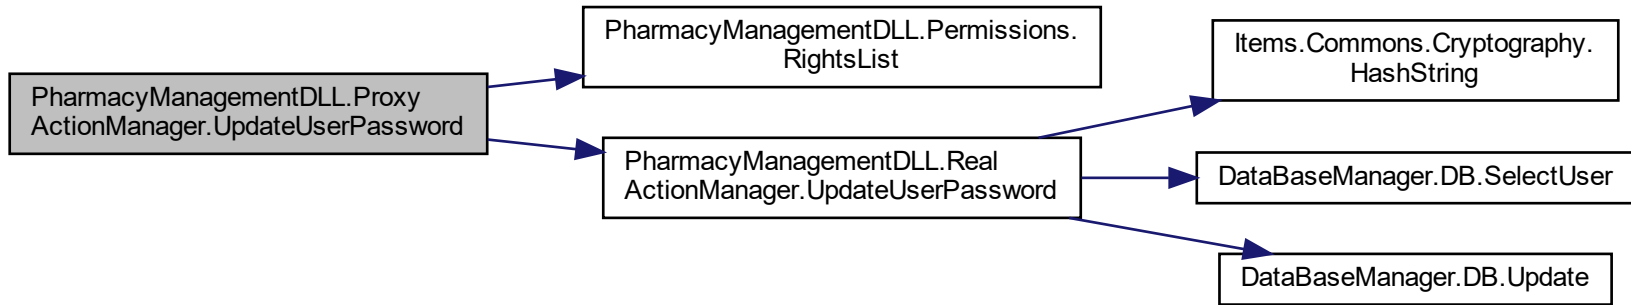 PharmacyManagementDLL.Proxy
ActionManager.UpdateUserPassword
PharmacyManagementDLL.Permissions.
RightsList
PharmacyManagementDLL.Real
ActionManager.UpdateUserPassword
Items.Commons.Cryptography.
HashString
DataBaseManager.DB.SelectUser
DataBaseManager.DB.Update